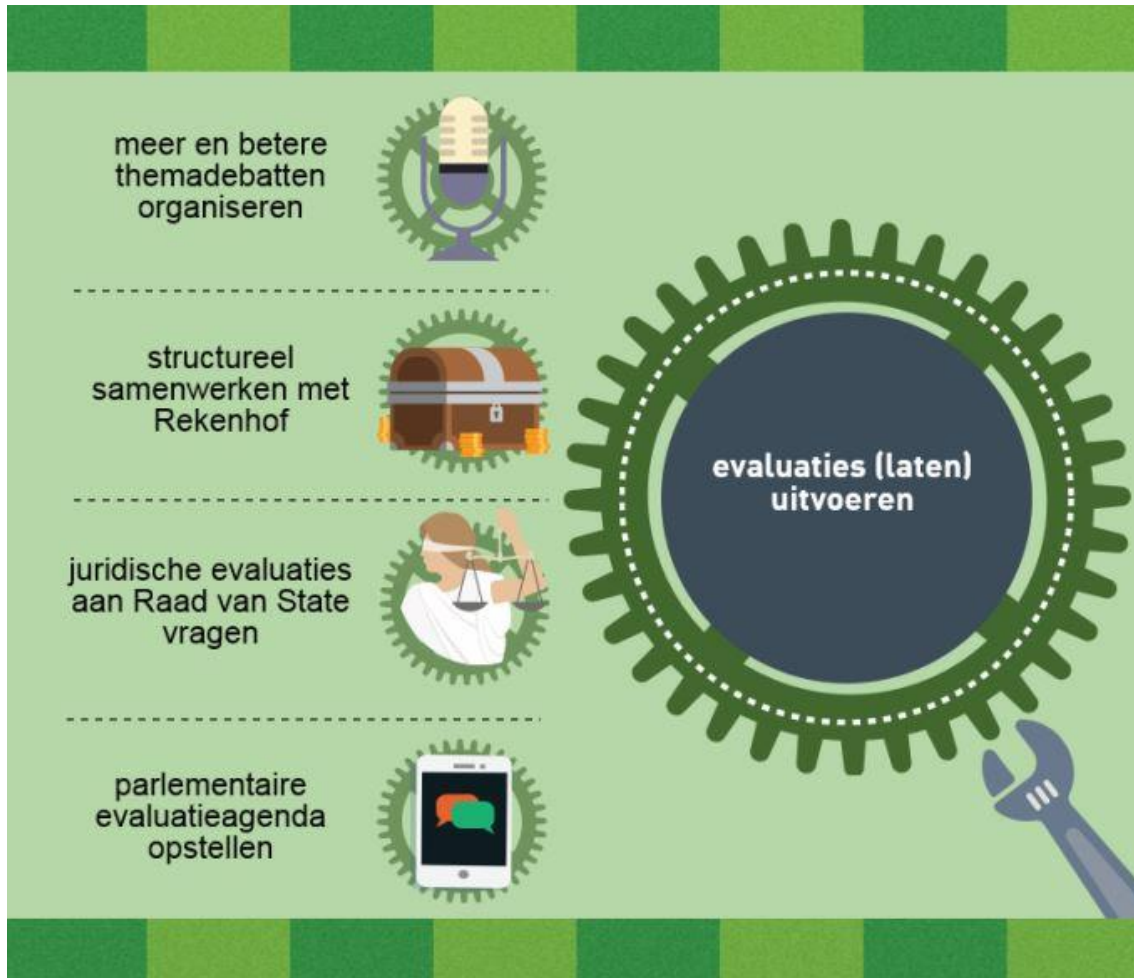 meer en betere
themadebatten
organiseren
structureel
samenwerken met
Rekenhof
juridische evaluaties
aan Raad van State
vragen
parlementaire
evaluatieagenda
opstellen
evaluaties (laten)
uitvoeren